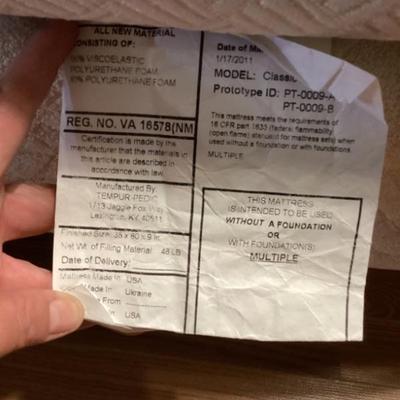 ALL NEW MATERIAL
CONSISTING OF:
VISCOELASTIC
POLYURETHANE FOAM
POLYURETHANE FOAM
REG. NO. VA 16578(NM
Certification is made by the
manufacturer that the materials in
this article are described in
accordance with law.
Manufactured By:
TEMPUR-PEDIC
1713 Jaggie Fox Way
Lexington, KY 40511
Finished Size: 38 x 80 x 9 in.
Net Wt. of Filling Material 48 LB
Date of Delivery:
Mattress Made In: USA
Made In: Ukraine
From
In: USA
Date of
1/17/2011
MODEL: Classic
Prototype ID: PT-0009-A
PT-0009-B
This mattress meets the requirements of
16 CFR part 1633 (federal flammability
(open flame) standard for mattress sets) when
used without a foundation or with foundations
MULTIPLE
THIS MATTRESS
IS INTENDED TO BE USED
WITHOUT A FOUNDATION
OR
WITH FOUNDATION(S)
MULTIPLE